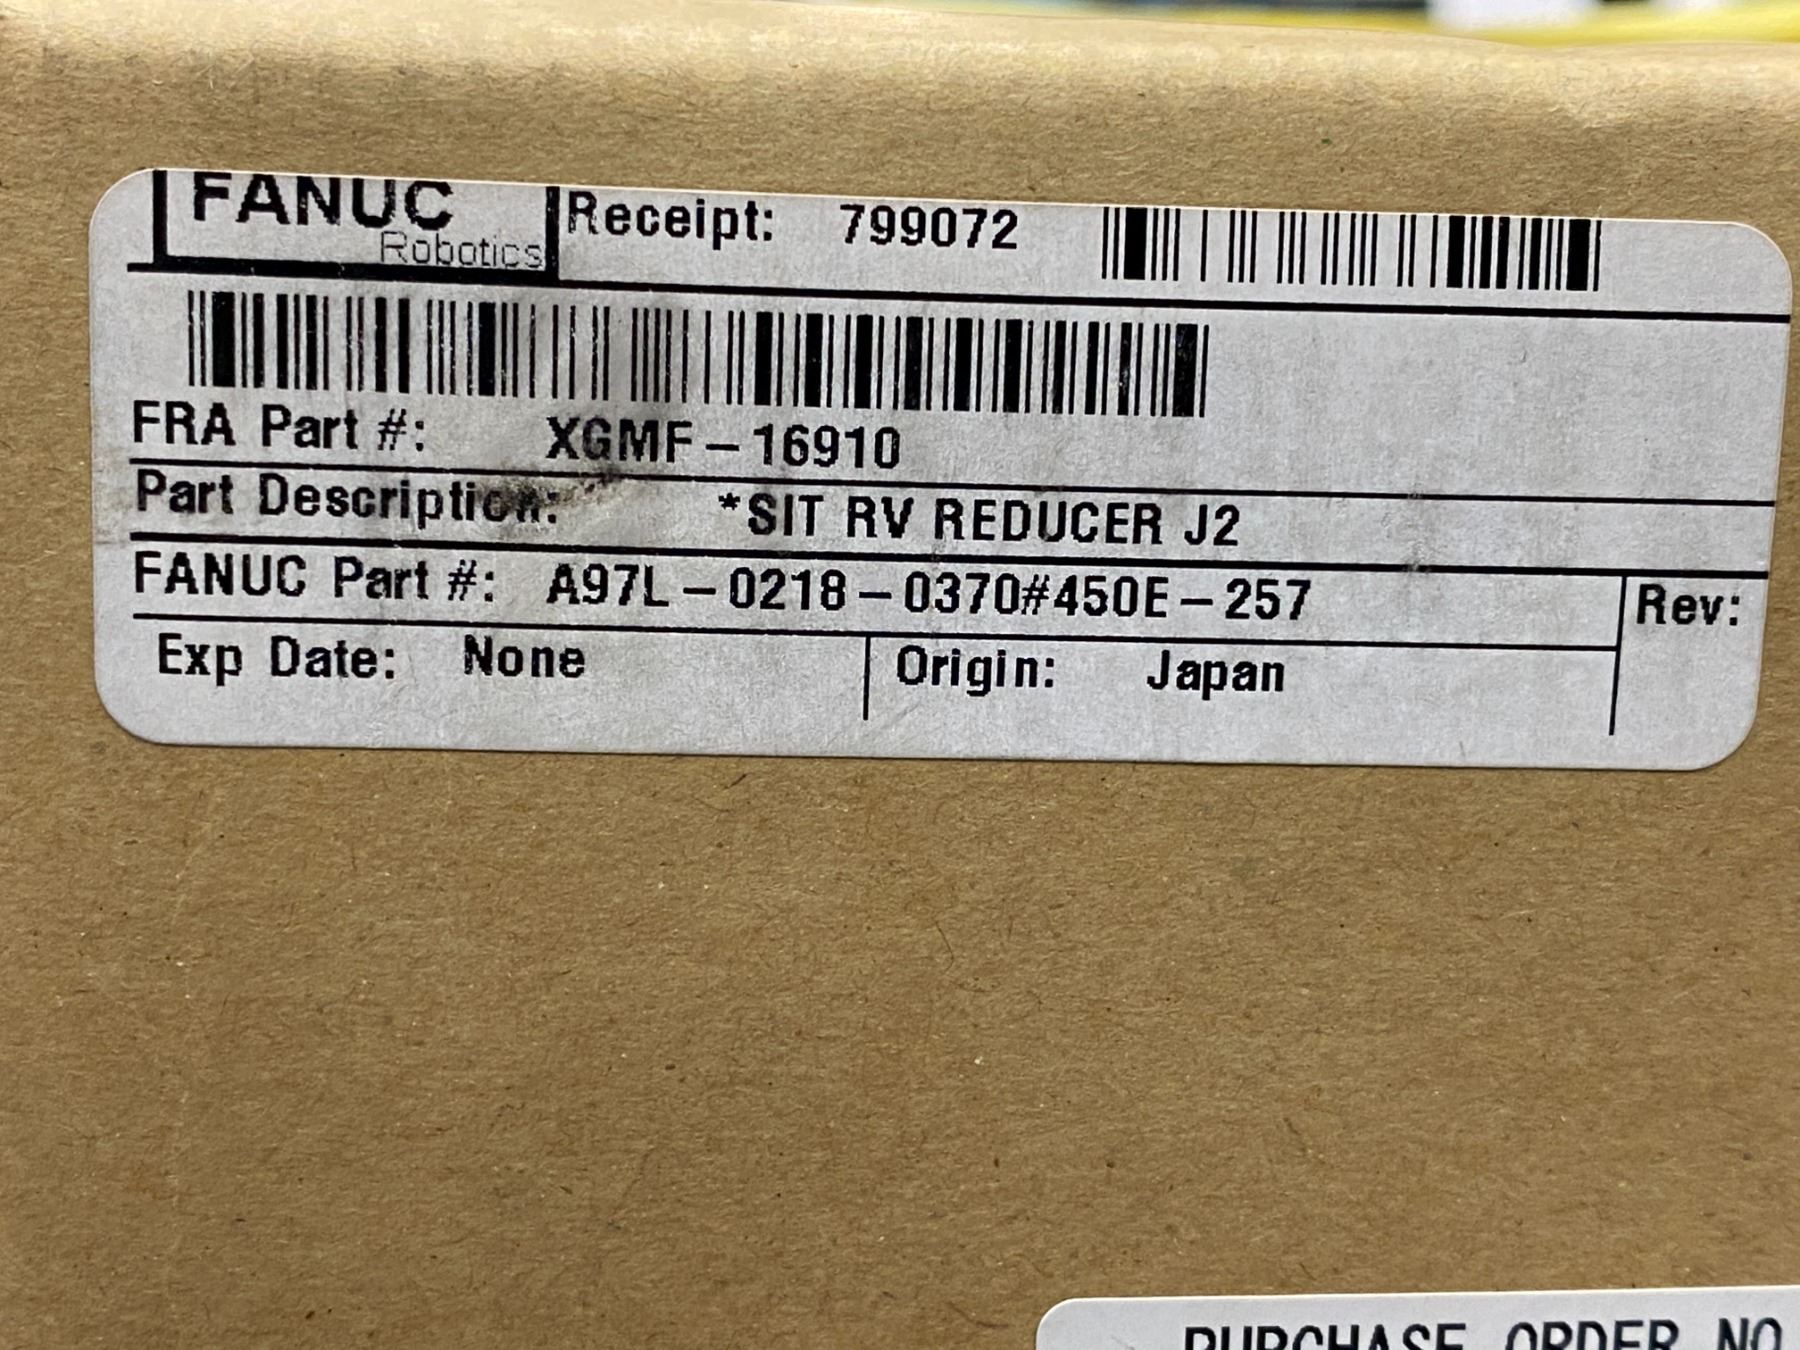 FANUC
Robotics
Receipt: 799072
FRA Part #: XGMF-16910
Part Description: *SIT RV REDUCER J2
FANUC Part #: A97L-0218-0370#450E-257 Rev:
Exp Date: None Origin: Japan
PURCHASE ORDER NO